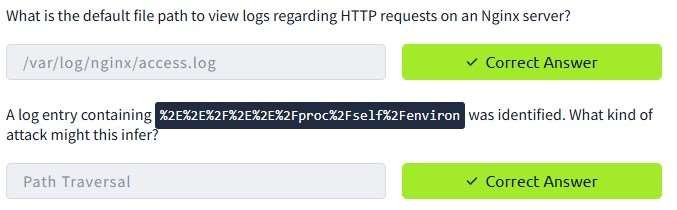 What is the default file path to view logs regarding HTTP requests on an Nginx server?
/var/log/nginx/access.log
✓ Correct Answer
A log entry containing %2E%2E%2F%2E%2E%2Fproc%2Fself%2Fenviron was identified. What kind of
attack might this infer?
Path Traversal
✓ Correct Answer